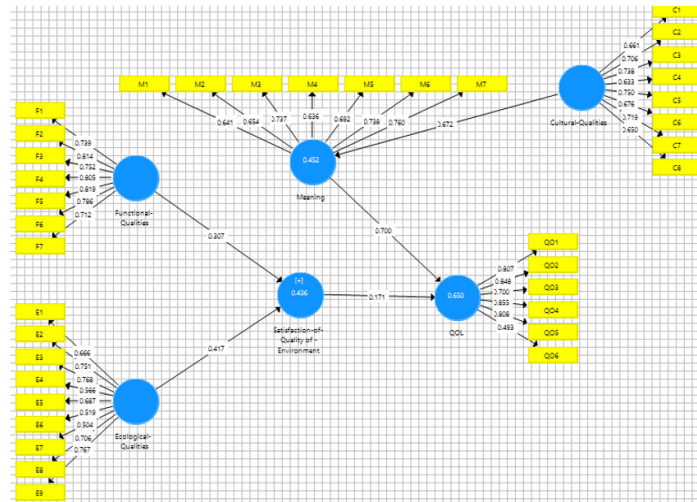 C1
C2
C3
C4
C5
C6
C7
C8
0.661
0.706
0.738
0.633
0.750
0.676
0.719
0.650
Cultural-Qualities
M1
M2
M3
M4
M5
M6
M7
0.641
0.654
0.737
0.636
0.692
0.738
0.760
0.672
0.452
Meaning
F1
F2
F3
F4
F5
F6
F7
0.739
0.814
0.752
0.805
0.819
0.786
0.712
Functional-
Qualities
0.307
0.700
[+]
0.436
Satisfaction-of-
Quality of -
Environment
0.171
0.650
QOL
QO1
QO2
QO3
QO4
QO5
QO6
0.807
0.848
0.700
0.855
0.808
0.493
0.417
E1
E2
E3
E4
E5
E6
E7
E8
E9
0.666
0.751
0.768
0.566
0.687
0.519
0.504
0.706
0.767
Ecological-
Qualities